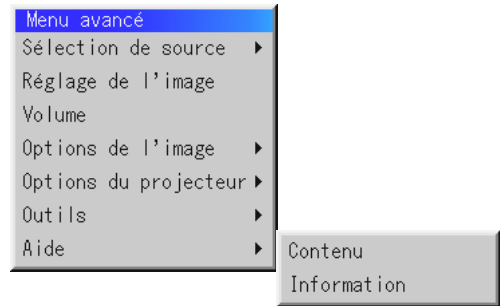 Menu avancé
Sélection de source
Réglage de l'image
Volume
Options de l'image
Options du projecteur
Outils
Aide
Contenu
Information